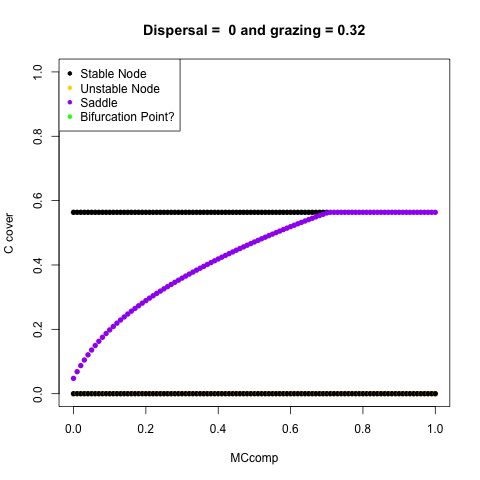 Dispersal =  0 and grazing = 0.32
Stable Node
Unstable Node
Saddle
Bifurcation Point?
1.0
0.8
0.6
0.4
0.2
0.0
C cover
0.0 0.2 0.4 0.6 0.8 1.0
MCcomp